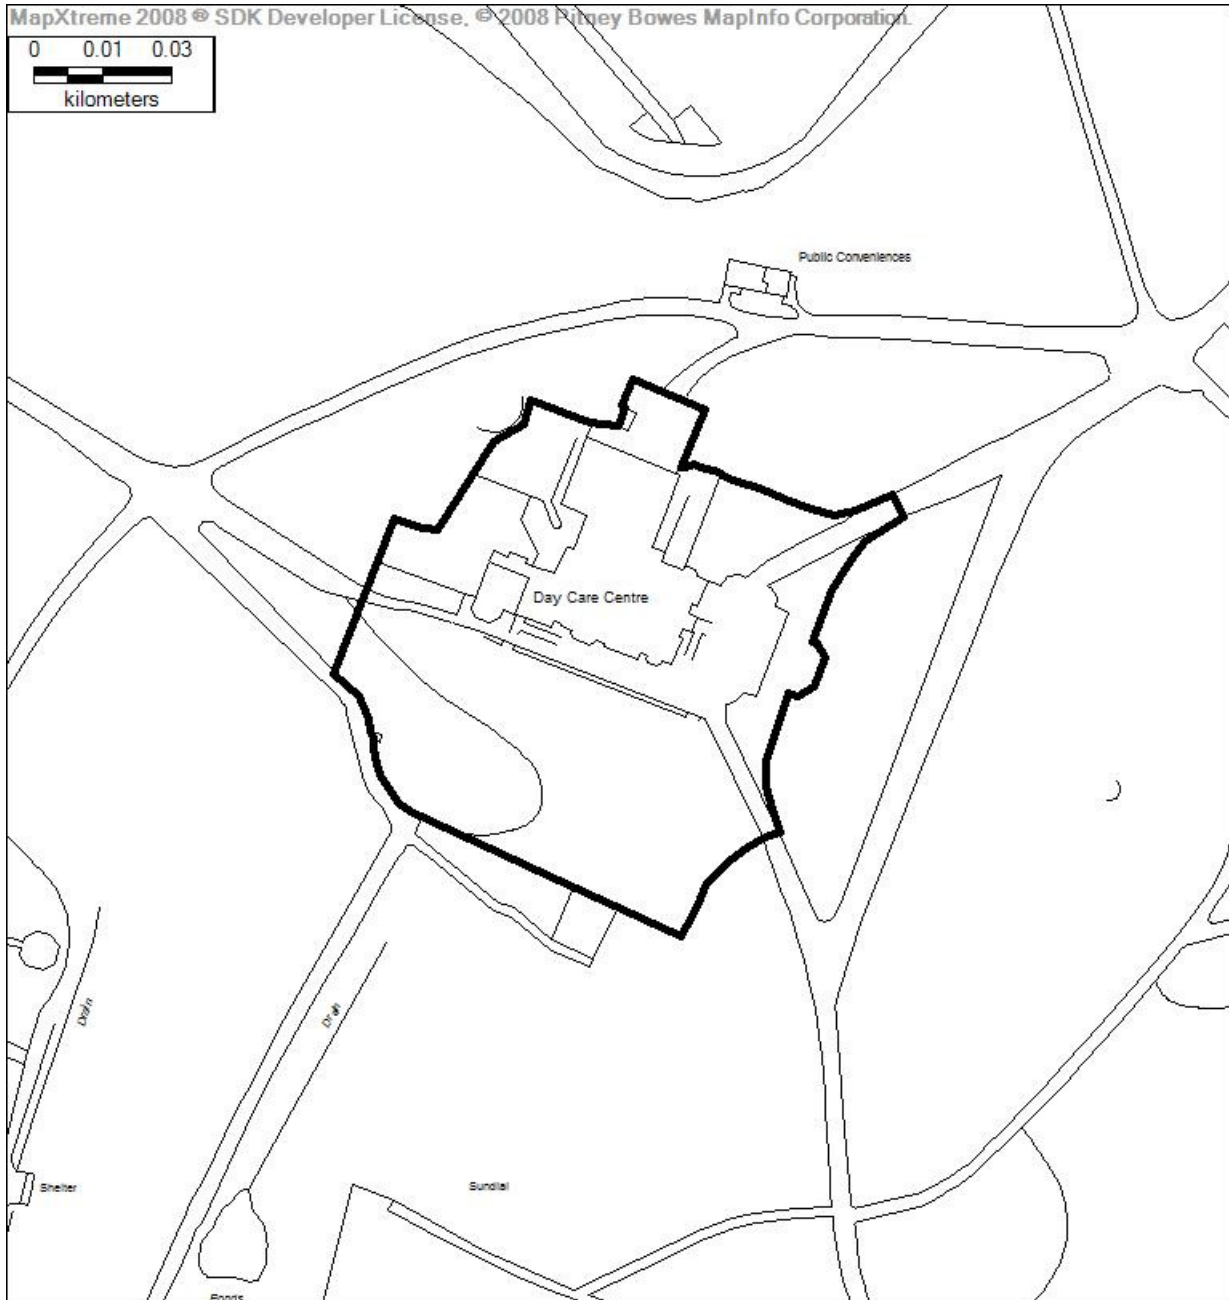 MapXtreme 2008 ® SDK Developer License, © 2008 Pitney Bowes MapInfo Corporation.
0 0.01 0.03
kilometers
Public Conveniences
Day Care Centre
Drain
Drain
Shelter
Sundial
Ponds